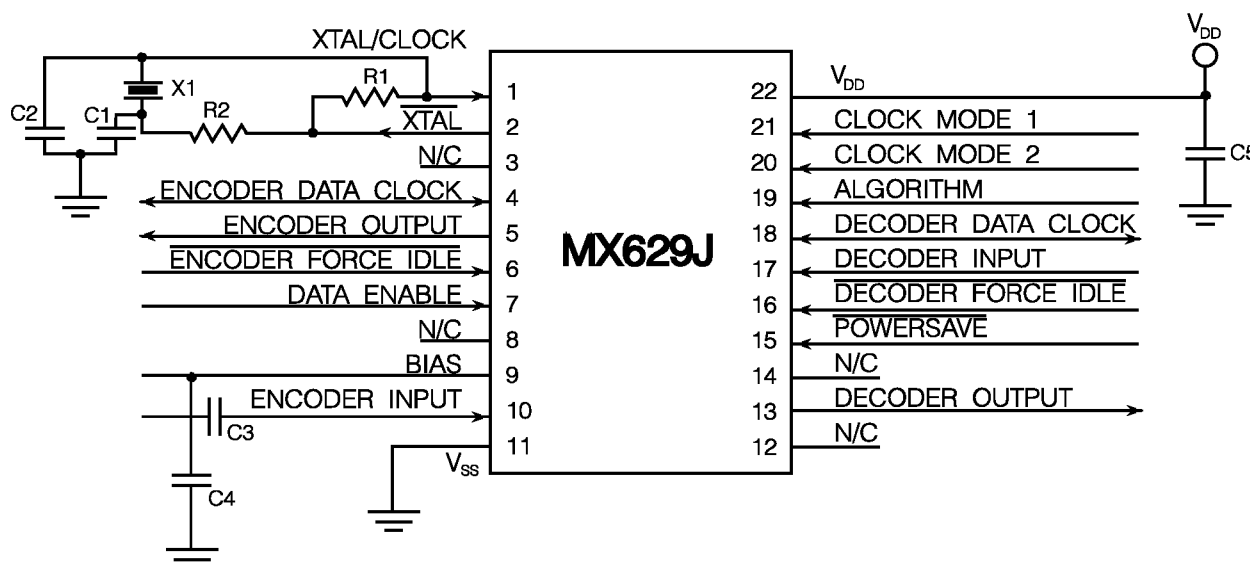 XTAL/CLOCK
V_DD
X1
R1
C2
C1
R2
1
22
V_DD
XTAL
2
21
CLOCK MODE 1
N/C
3
20
CLOCK MODE 2
C5
ENCODER DATA CLOCK
4
19
ALGORITHM
ENCODER OUTPUT
5
18
DECODER DATA CLOCK
MX629J
ENCODER FORCE IDLE
6
17
DECODER INPUT
DATA ENABLE
7
16
DECODER FORCE IDLE
N/C
8
15
POWERSAVE
BIAS
9
14
N/C
ENCODER INPUT
10
13
DECODER OUTPUT
C3
11
12
N/C
V_SS
C4